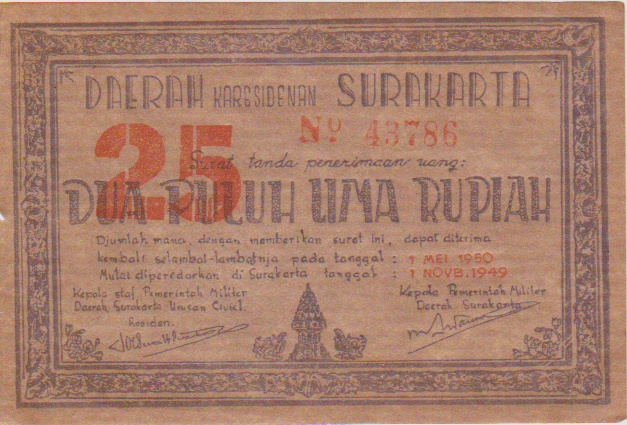 DAERAH KARESIDENAN SURAKARTA
No 43786
25
Surat tanda penerimaan uang:
DUA PULUH LIMA RUPIAH
Djumlah mana, dengan memberikan surat ini, dapat diterima
kembali selambat-lambatnja pada tanggal : 1 MEI 1950
Mulai diperedarkan di Surakarta tanggal : 1 NOVB. 1949
Kepala staf Pemerintah Militer
Daerah Surakarta Urusan Civiel.
Residen.
Kepala Pemerintah Militer
Daerah Surakarta